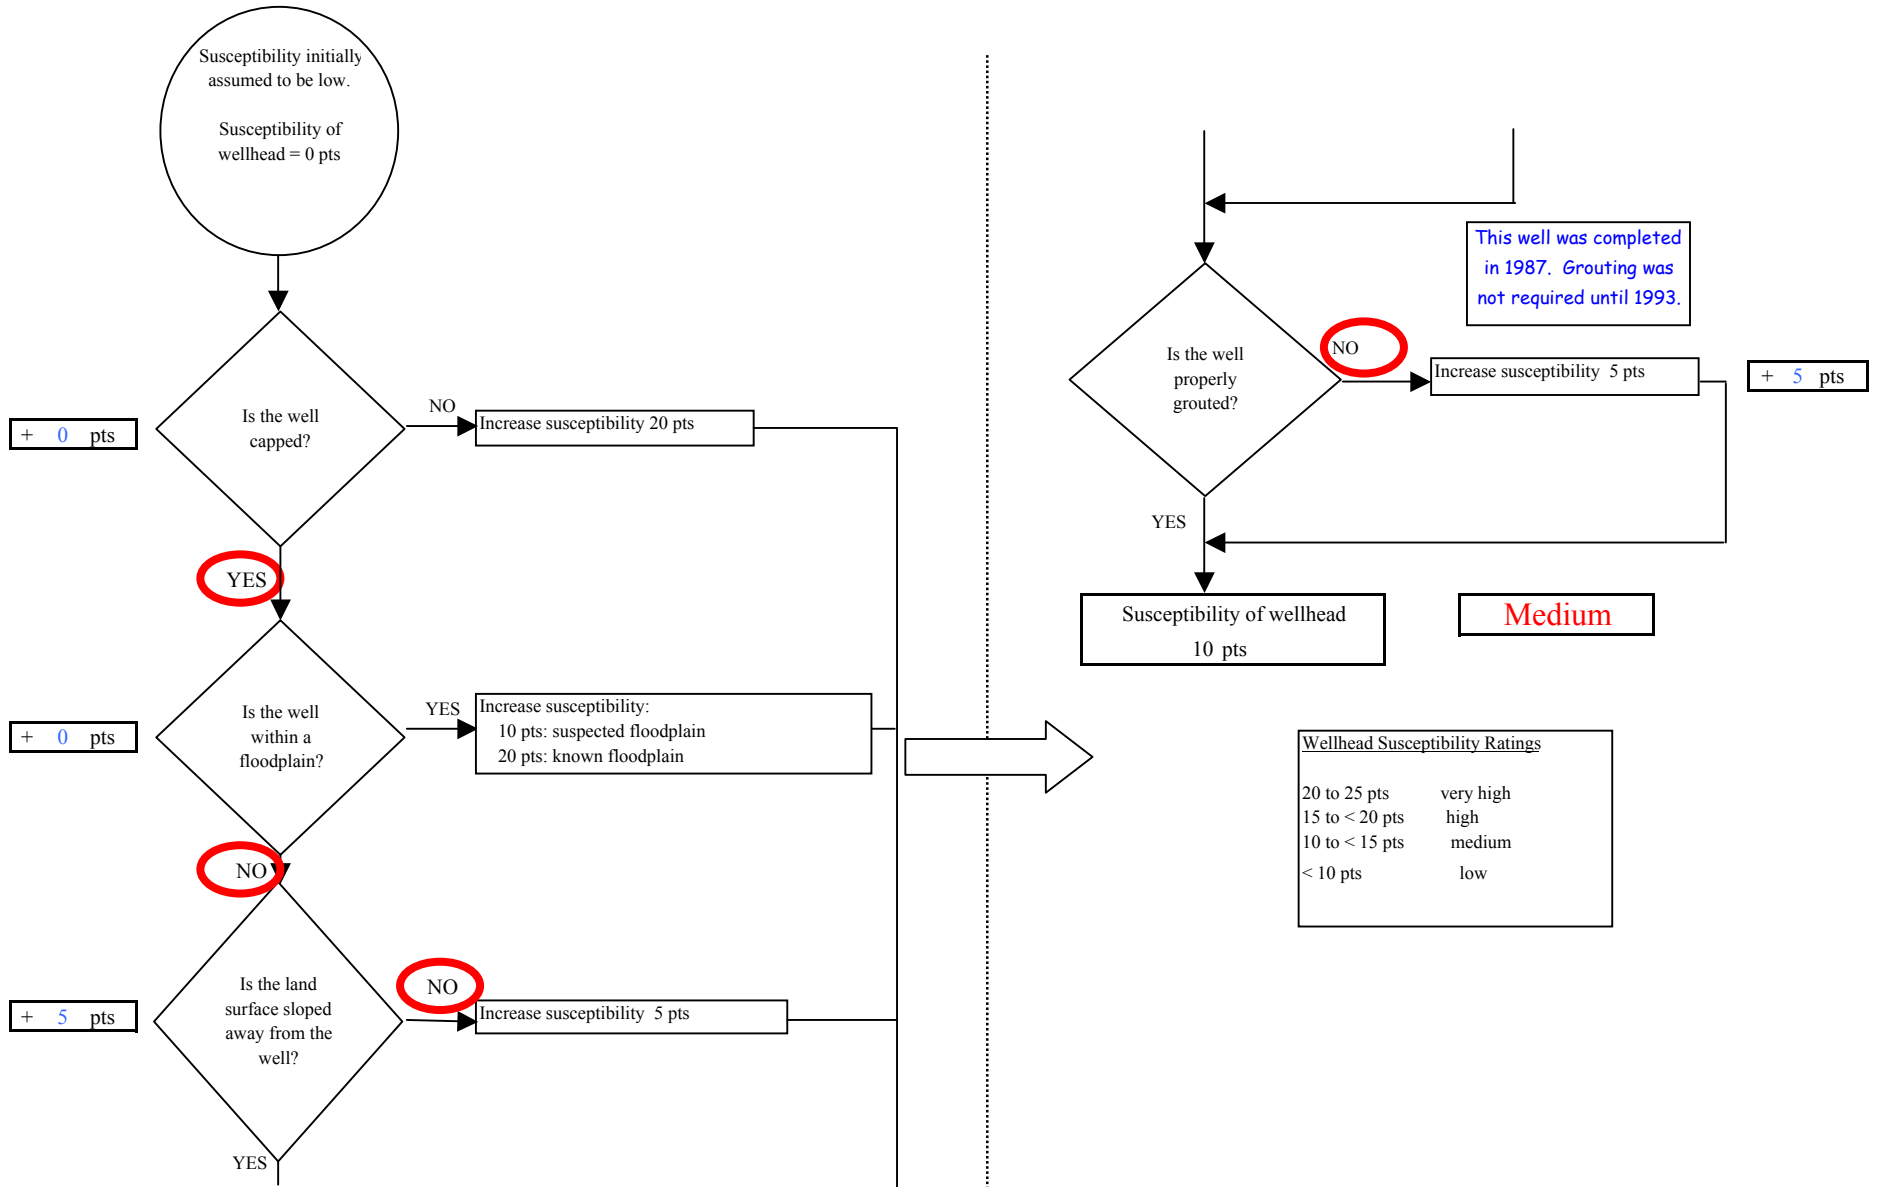 Susceptibility initially
assumed to be low.
Susceptibility of
wellhead = 0 pts
Is the well
capped?
NO
Increase susceptibility 20 pts
+ 0 pts
YES
Is the well
within a
floodplain?
YES
Increase susceptibility:
10 pts: suspected floodplain
20 pts: known floodplain
+ 0 pts
NO
Is the land
surface sloped
away from the
well?
NO
Increase susceptibility 5 pts
+ 5 pts
YES
This well was completed
in 1987. Grouting was
not required until 1993.
Is the well
properly
grouted?
NO
Increase susceptibility 5 pts
+ 5 pts
YES
Susceptibility of wellhead
10 pts
Medium
Wellhead Susceptibility Ratings
20 to 25 pts very high
15 to < 20 pts high
10 to < 15 pts medium
< 10 pts low